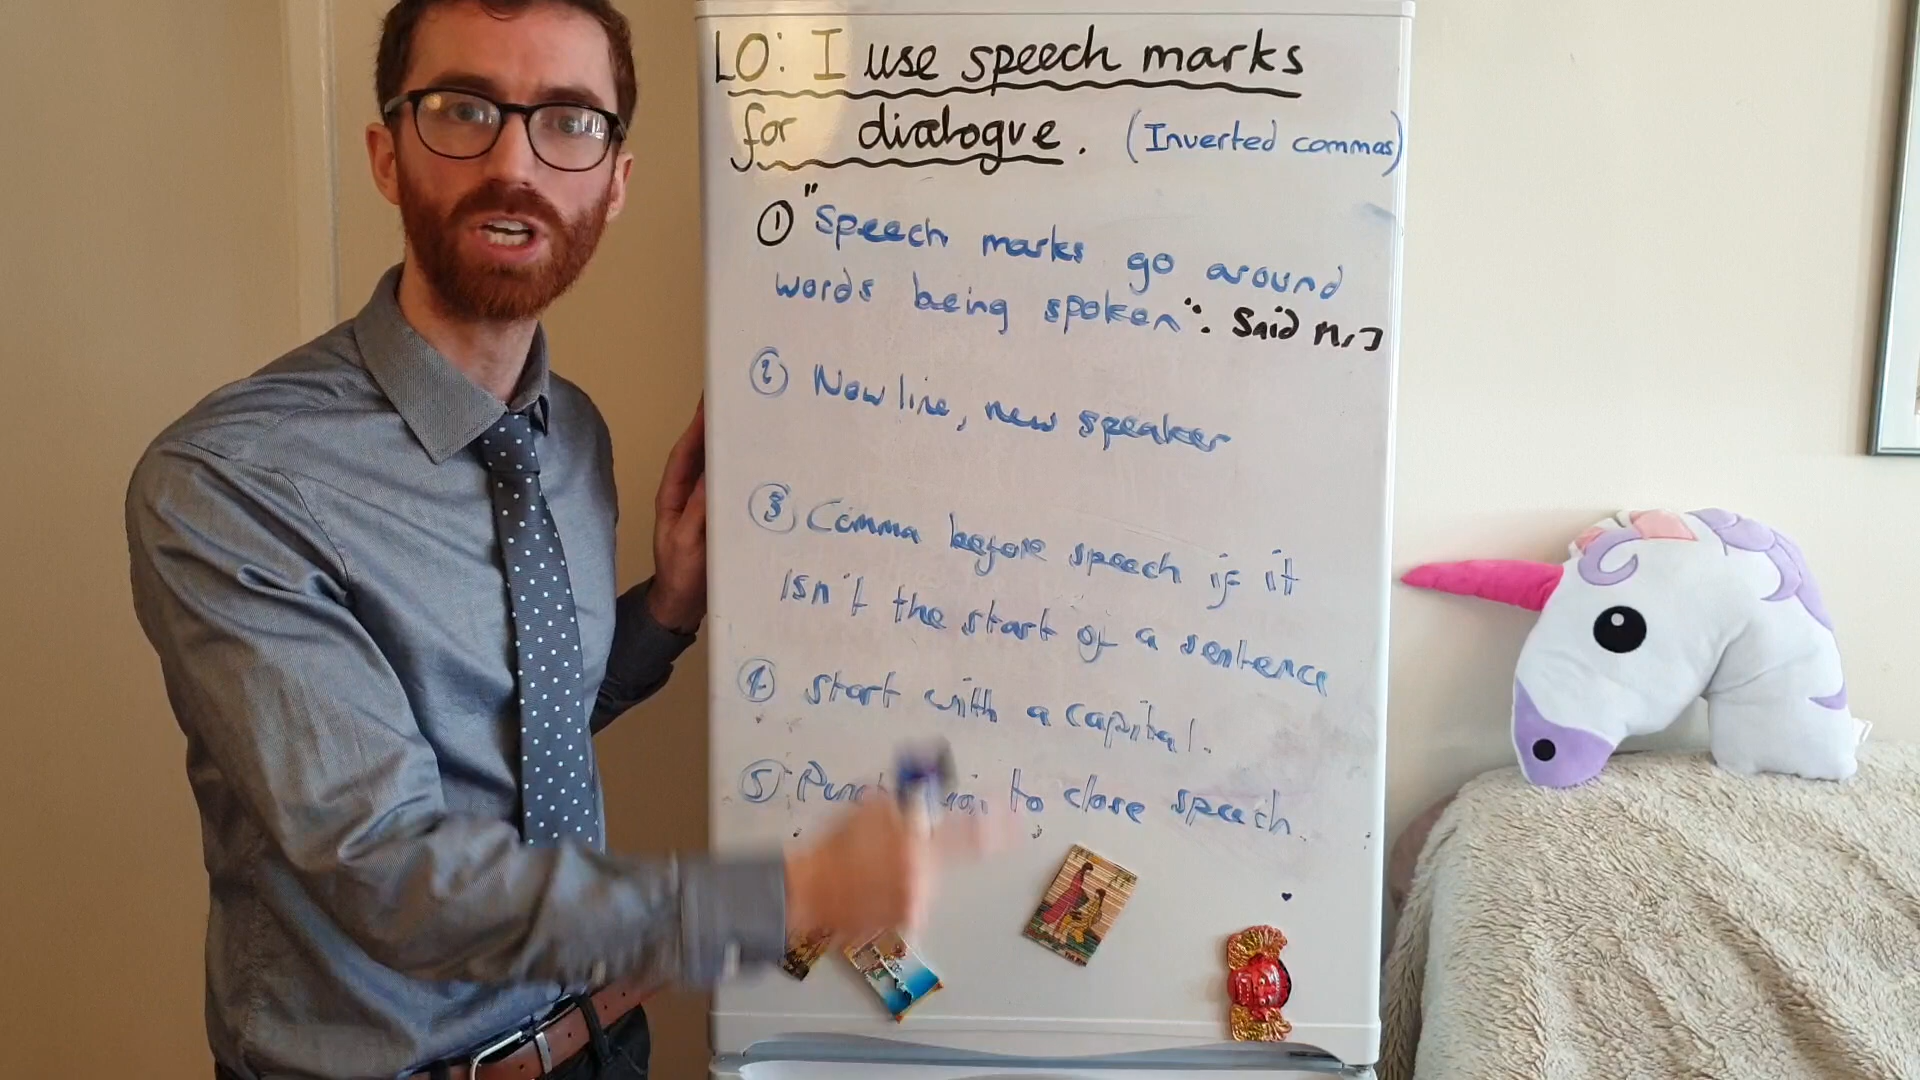 LO: I use speech marks
for dialogue. (Inverted commas)
① "Speech marks go around
words being spoken". Said Mr J
② New line, new speaker
③ Comma before speech if it
isn't the start of a sentence
④ start with a capital.
⑤ to close speech.